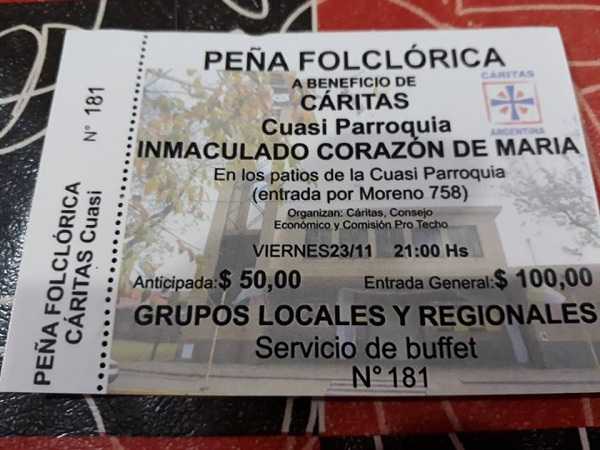 PEÑA FOLCLÓRICA
CÁRITAS Cuasi N° 181
PEÑA FOLCLÓRICA
A BENEFICIO DE
CÁRITAS
Cuasi Parroquia
INMACULADO CORAZÓN DE MARIA
En los patios de la Cuasi Parroquia
(entrada por Moreno 758)
Organizan: Cáritas, Consejo
Económico y Comisión Pro Techo
VIERNES23/11 21:00 Hs
Anticipada:$ 50,00 Entrada General:$ 100,00
GRUPOS LOCALES Y REGIONALES
Servicio de buffet
N° 181
CÁRITAS
ARGENTINA